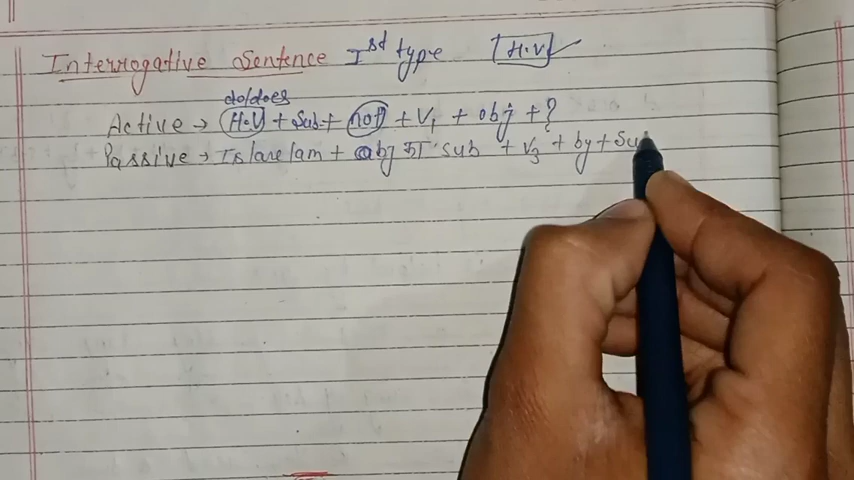 Interrogative Sentence Ist type [H.V]
do/does
Active → H.V + Sub + not + V1 + obj + ?
Passive → Is/are/am + obj का sub + V3 + by + Su